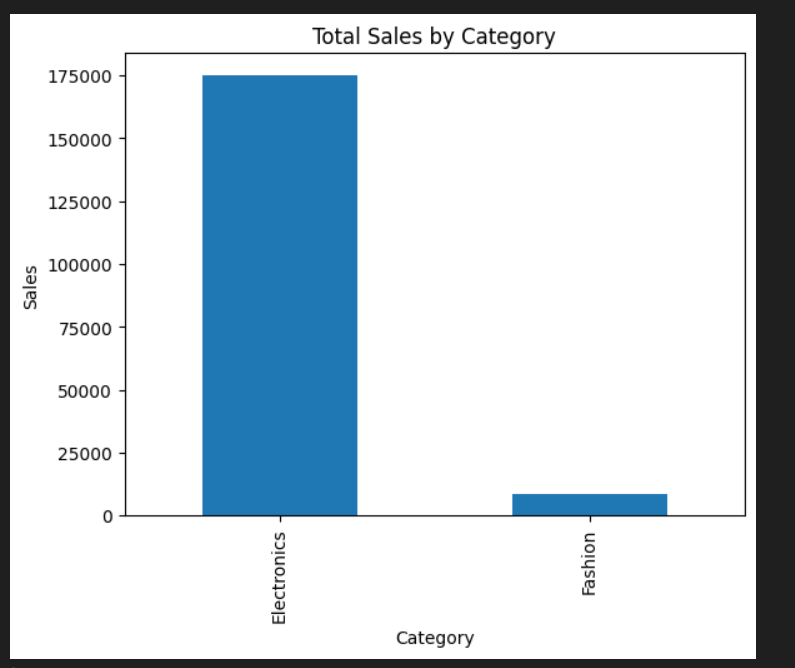 Total Sales by Category
175000
150000
125000
100000
75000
50000
25000
0
Sales
Electronics
Fashion
Category